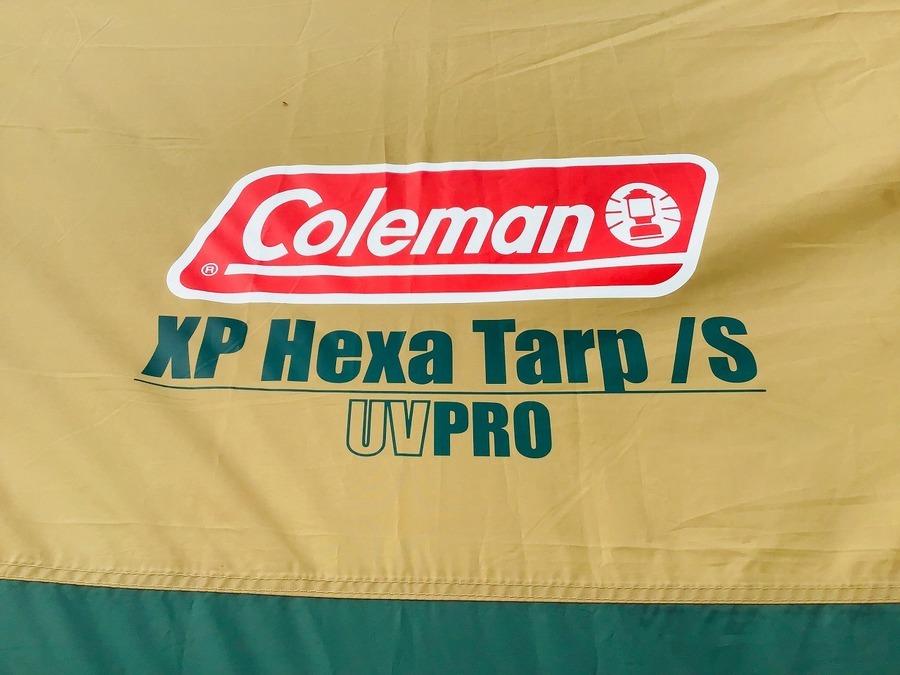 Coleman
®
XP Hexa Tarp /S
UVPRO